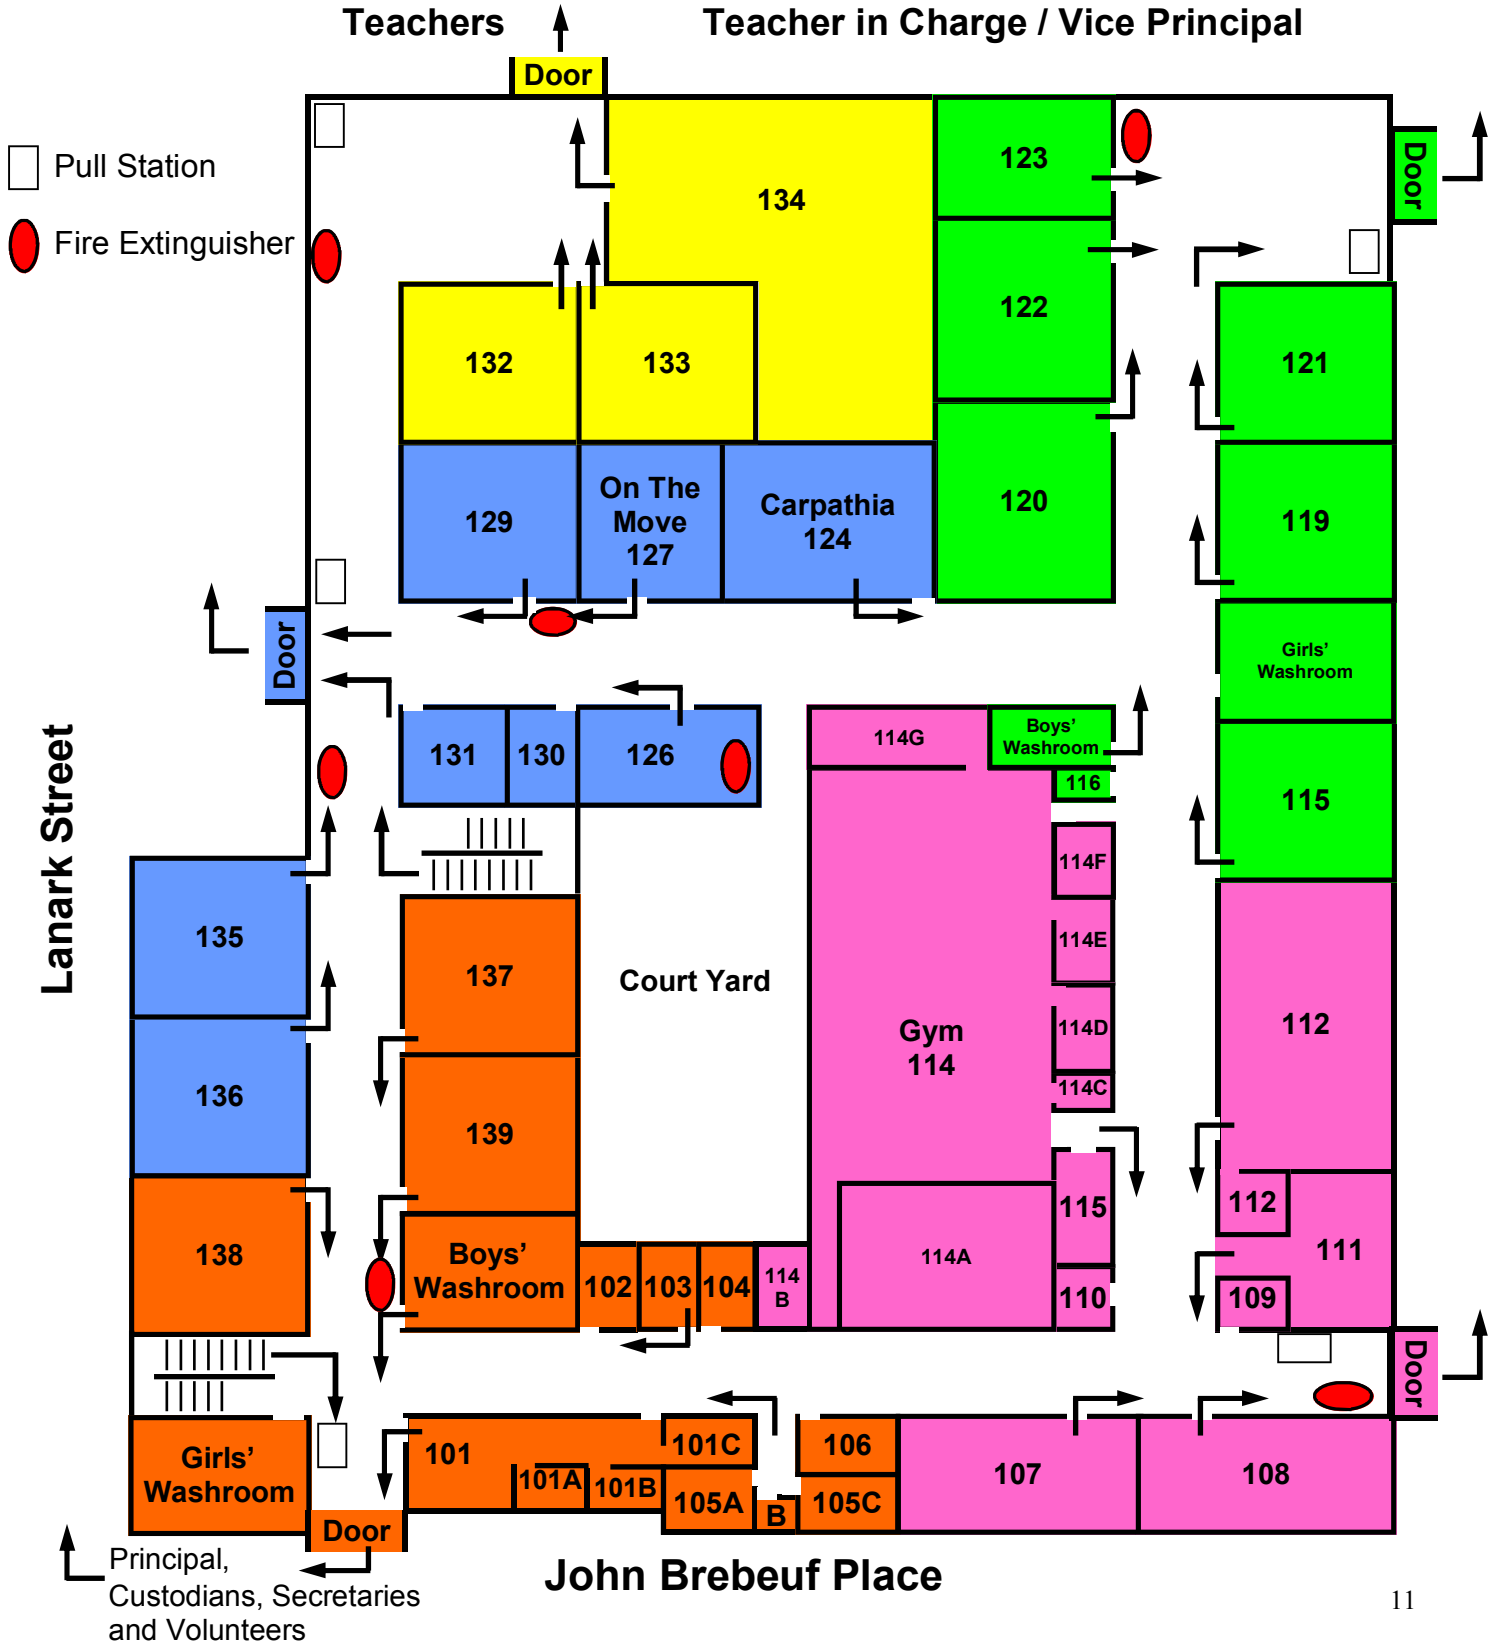 Teachers
Teacher in Charge / Vice Principal
Door
Pull Station
Fire Extinguisher
123
Door
134
122
132
133
121
129
On The
Move
127
Carpathia
124
120
119
Door
Girls'
Washroom
131
130
126
114G
Boys'
Washroom
116
115
Lanark Street
114F
135
137
Court Yard
114E
Gym
114
114D
112
136
114C
139
138
Boys'
Washroom
102
103
104
114
B
114A
115
110
112
111
109
Door
Girls'
Washroom
101
101A
101B
101C
105A
B
106
105C
107
108
Door
Principal,
Custodians, Secretaries
and Volunteers
John Brebeuf Place
11